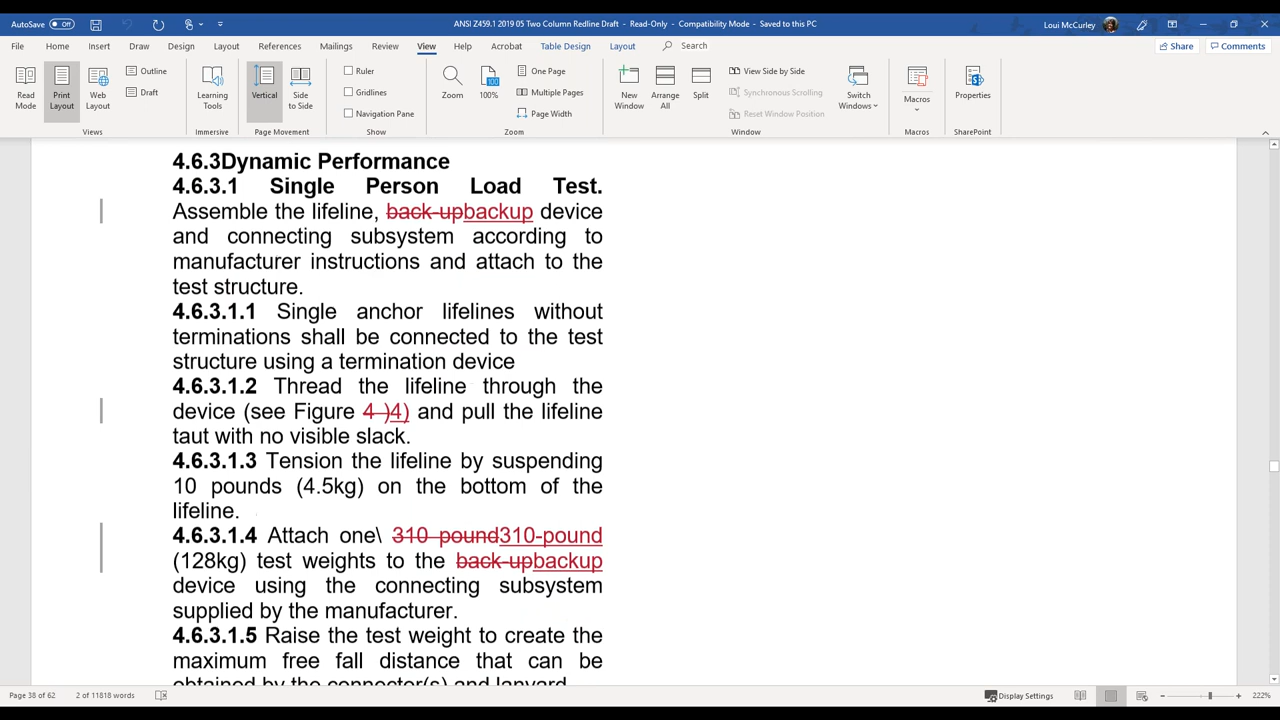 AutoSave Off
ANSI Z459.1 2019 05 Two Column Redline Draft - Read-Only - Compatibility Mode - Saved to this PC
Loui McCurley
File Home Insert Draw Design Layout References Mailings Review View Help Acrobat Table Design Layout Search
Share Comments
Read Mode
Print Layout
Web Layout
Outline
Draft
Views
Learning Tools
Immersive
Vertical
Side to Side
Page Movement
Ruler
Gridlines
Navigation Pane
Show
Zoom
100
100%
One Page
Multiple Pages
Page Width
Zoom
New Window
Arrange All
Split
View Side by Side
Synchronous Scrolling
Reset Window Position
Window
Switch Windows
Macros
Macros
Properties
SharePoint
4.6.3Dynamic Performance
4.6.3.1 Single Person Load Test.
Assemble the lifeline, back-upbackup device
and connecting subsystem according to
manufacturer instructions and attach to the
test structure.
4.6.3.1.1 Single anchor lifelines without
terminations shall be connected to the test
structure using a termination device
4.6.3.1.2 Thread the lifeline through the
device (see Figure 4 )4) and pull the lifeline
taut with no visible slack.
4.6.3.1.3 Tension the lifeline by suspending
10 pounds (4.5kg) on the bottom of the
lifeline.
4.6.3.1.4 Attach one\ 310 pound310-pound
(128kg) test weights to the back-upbackup
device using the connecting subsystem
supplied by the manufacturer.
4.6.3.1.5 Raise the test weight to create the
maximum free fall distance that can be
obtained by the connector(s) and lanyard
Page 38 of 62 2 of 11818 words
Display Settings
222%